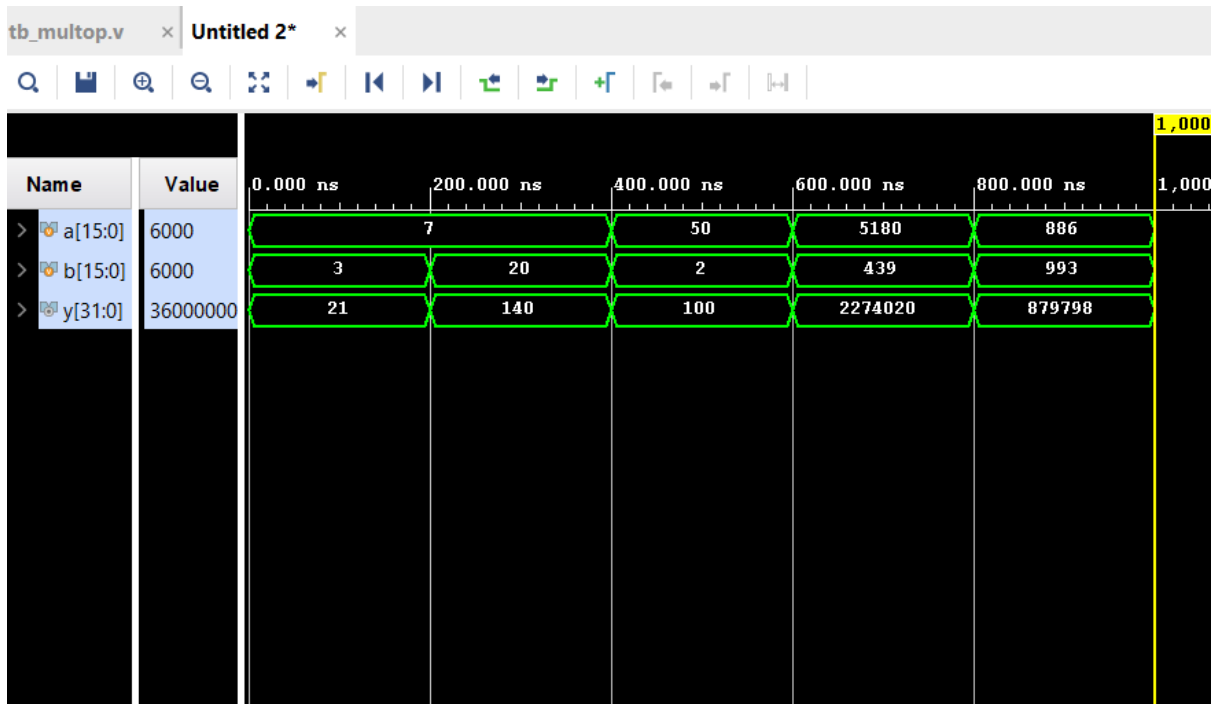 tb_multop.v × Untitled 2* ×
1,000
Name Value 0.000 ns 200.000 ns 400.000 ns 600.000 ns 800.000 ns 1,000
a[15:0] 6000 7 50 5180 886
b[15:0] 6000 3 20 2 439 993
y[31:0] 36000000 21 140 100 2274020 879798